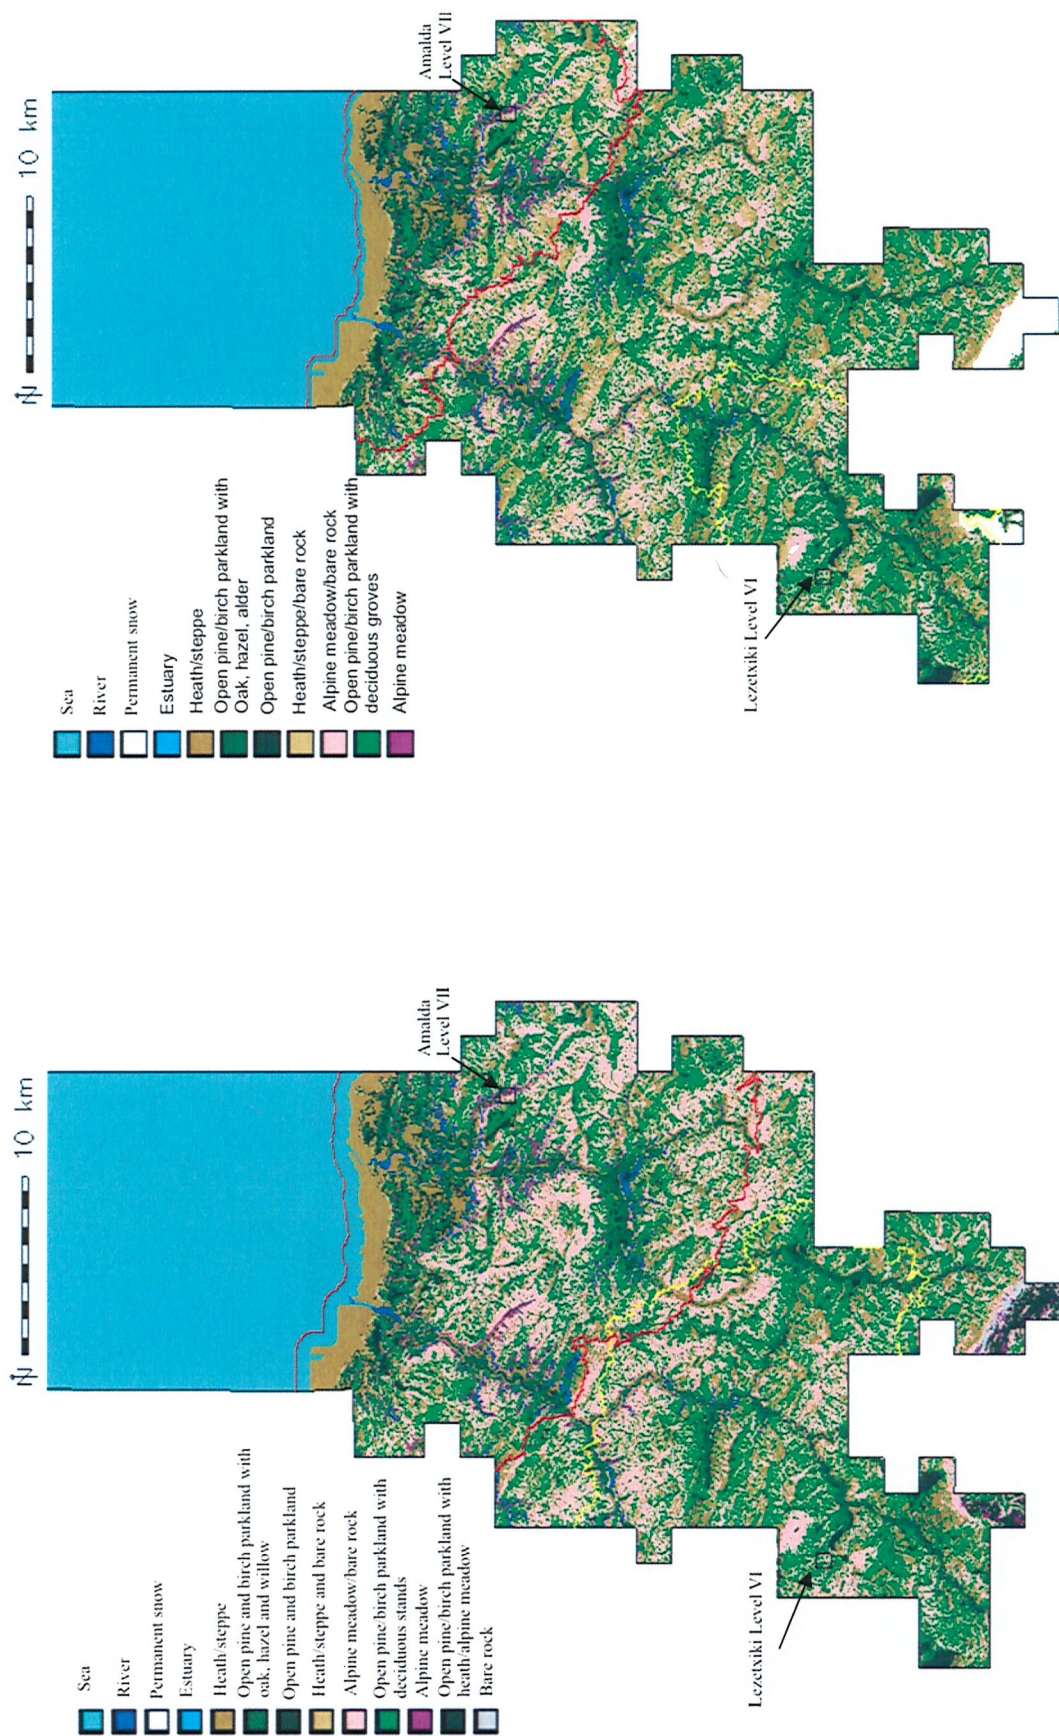 N 10 km
Sea
River
Permanent snow
Estuary
Heath/steppe
Open pine/birch parkland with
Oak, hazel, alder
Open pine/birch parkland
Heath/steppe/bare rock
Alpine meadow/bare rock
Open pine/birch parkland with
deciduous groves
Alpine meadow
Amalda
Level VII
Lezetxiki Level VI
N 10 km
Sea
River
Permanent snow
Estuary
Heath/steppe
Open pine and birch parkland with
oak, hazel and willow
Open pine and birch parkland
Heath/steppe and bare rock
Alpine meadow/bare rock
Open pine/birch parkland with
deciduous stands
Alpine meadow
Open pine/birch parkland with
heath/alpine meadow
Bare rock
Amalda
Level VII
Lezetxiki Level VI